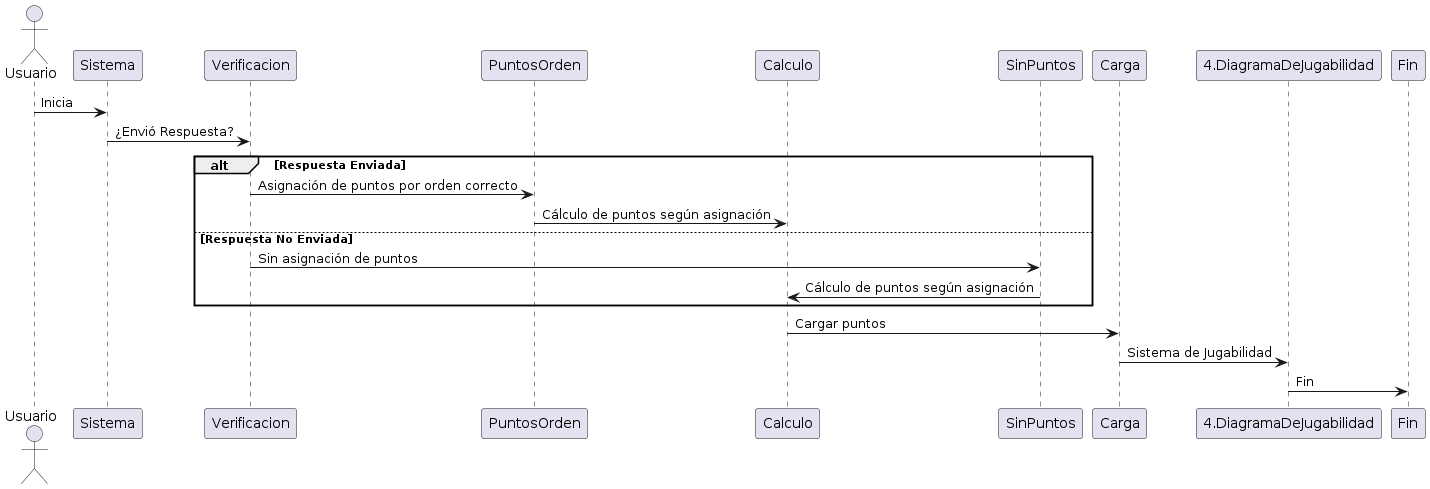 Usuario
Sistema
Verificacion
PuntosOrden
Calculo
SinPuntos
Carga
4.DiagramaDeJugabilidad
Fin
Inicia
¿Envió Respuesta?
alt
[Respuesta Enviada]
Asignación de puntos por orden correcto
Cálculo de puntos según asignación
[Respuesta No Enviada]
Sin asignación de puntos
Cálculo de puntos según asignación
Cargar puntos
Sistema de Jugabilidad
Fin
Usuario
Sistema
Verificacion
PuntosOrden
Calculo
SinPuntos
Carga
4.DiagramaDeJugabilidad
Fin